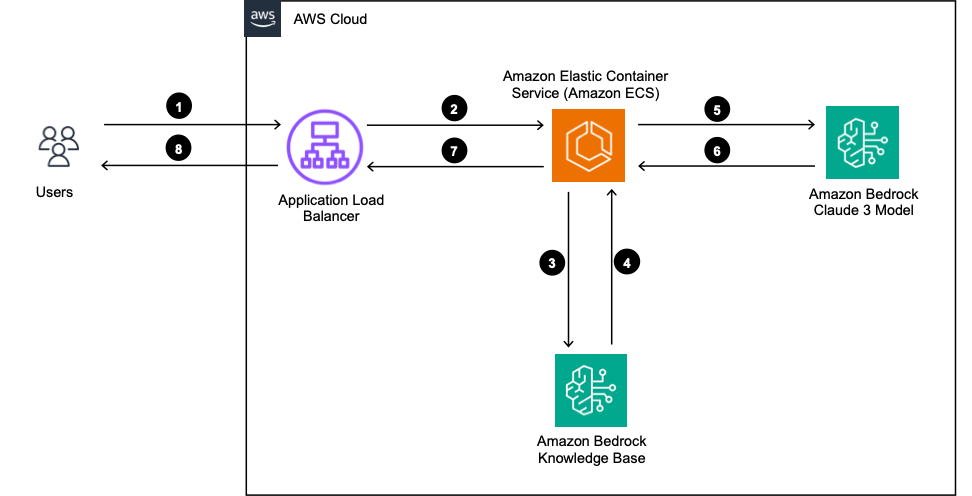 aws
AWS Cloud
Amazon Elastic Container
Service (Amazon ECS)
1
2
5
8
7
6
Users
Application Load
Balancer
Amazon Bedrock
Claude 3 Model
3
4
Amazon Bedrock
Knowledge Base